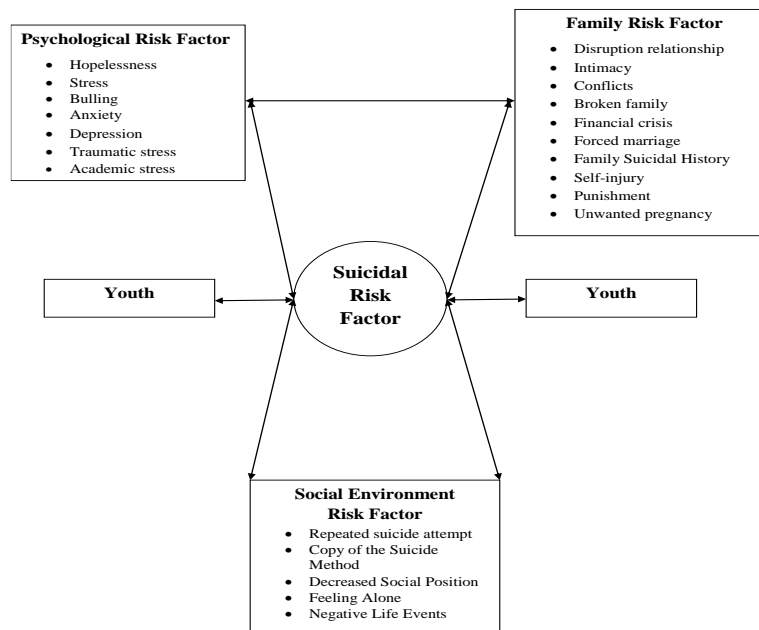 Psychological Risk Factor
Hopelessness
Stress
Bulling
Anxiety
Depression
Traumatic stress
Academic stress
Family Risk Factor
Disruption relationship
Intimacy
Conflicts
Broken family
Financial crisis
Forced marriage
Family Suicidal History
Self-injury
Punishment
Unwanted pregnancy
Youth
Suicidal
Risk
Factor
Youth
Social Environment
Risk Factor
Repeated suicide attempt
Copy of the Suicide
Method
Decreased Social Position
Feeling Alone
Negative Life Events